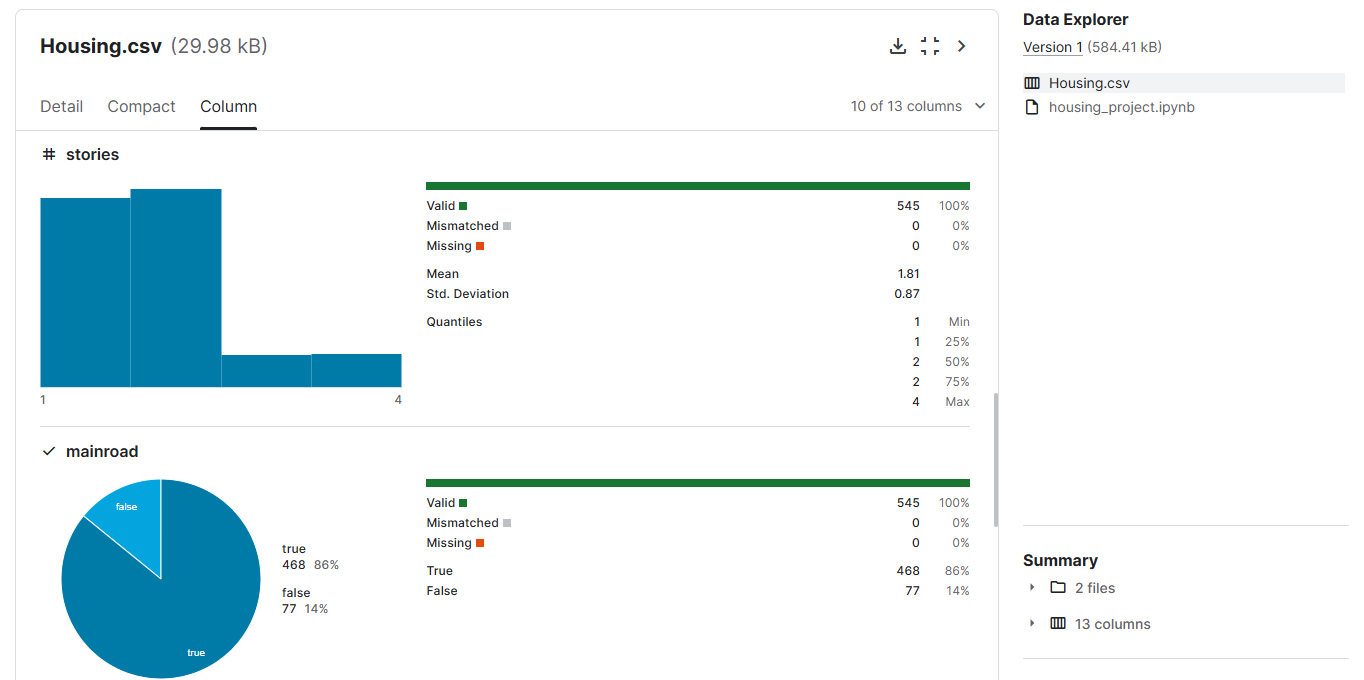 Housing.csv (29.98 kB)
Detail Compact Column
10 of 13 columns
stories
1 4
Valid 545 100%
Mismatched 0 0%
Missing 0 0%
Mean 1.81
Std. Deviation 0.87
Quantiles 1 Min
1 25%
2 50%
2 75%
4 Max
mainroad
false
true
true
468 86%
false
77 14%
Valid 545 100%
Mismatched 0 0%
Missing 0 0%
True 468 86%
False 77 14%
Data Explorer
Version 1 (584.41 kB)
Housing.csv
housing_project.ipynb
Summary
2 files
13 columns